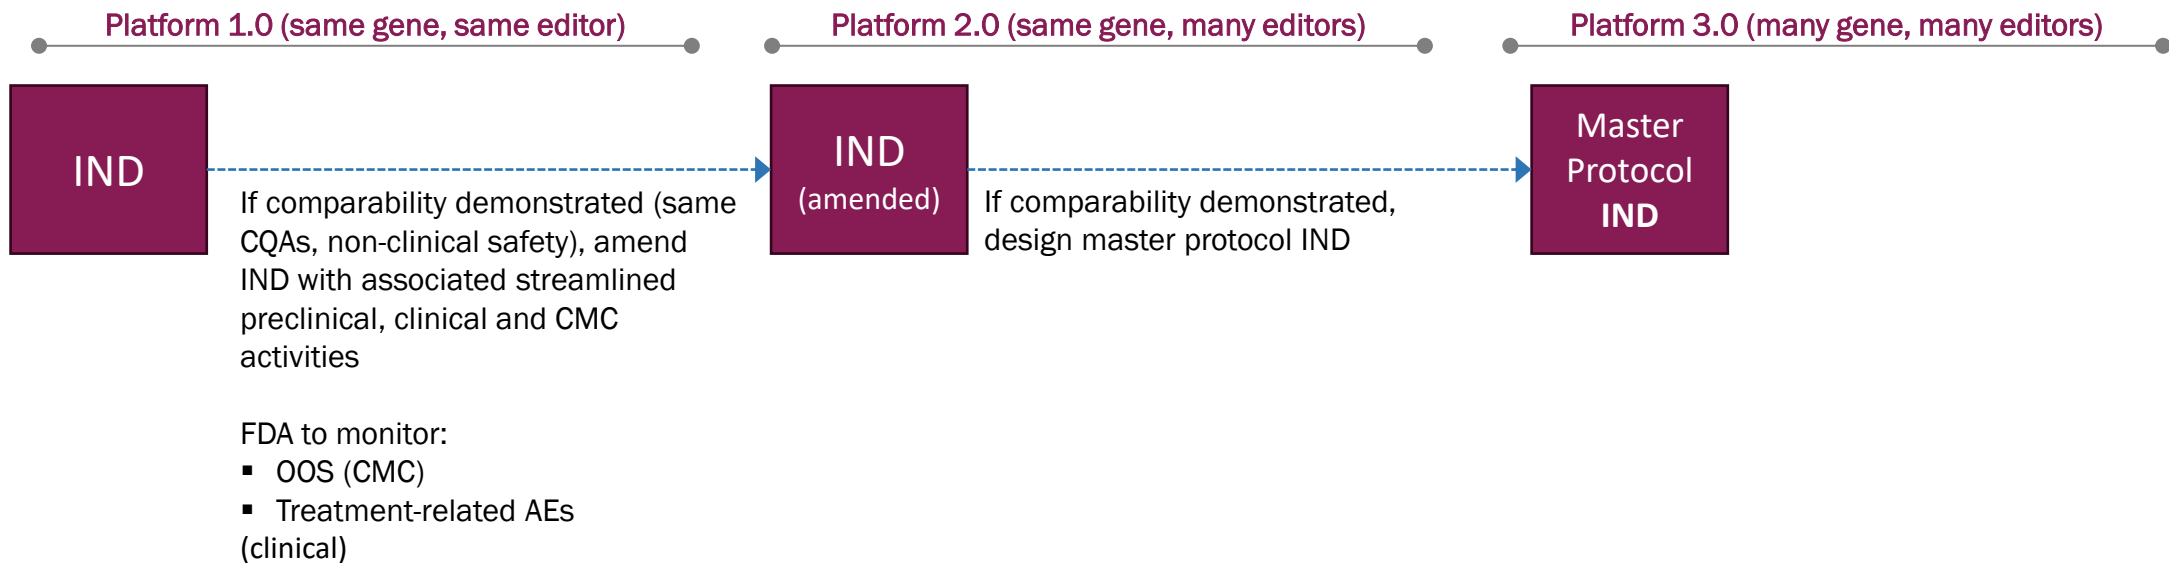 Platform 1.0 (same gene, same editor)
Platform 2.0 (same gene, many editors)
Platform 3.0 (many gene, many editors)
IND
If comparability demonstrated (same
CQAs, non-clinical safety), amend
IND with associated streamlined
preclinical, clinical and CMC
activities
FDA to monitor:
▪ OOS (CMC)
▪ Treatment-related AEs
(clinical)
IND
(amended)
If comparability demonstrated,
design master protocol IND
Master
Protocol
IND